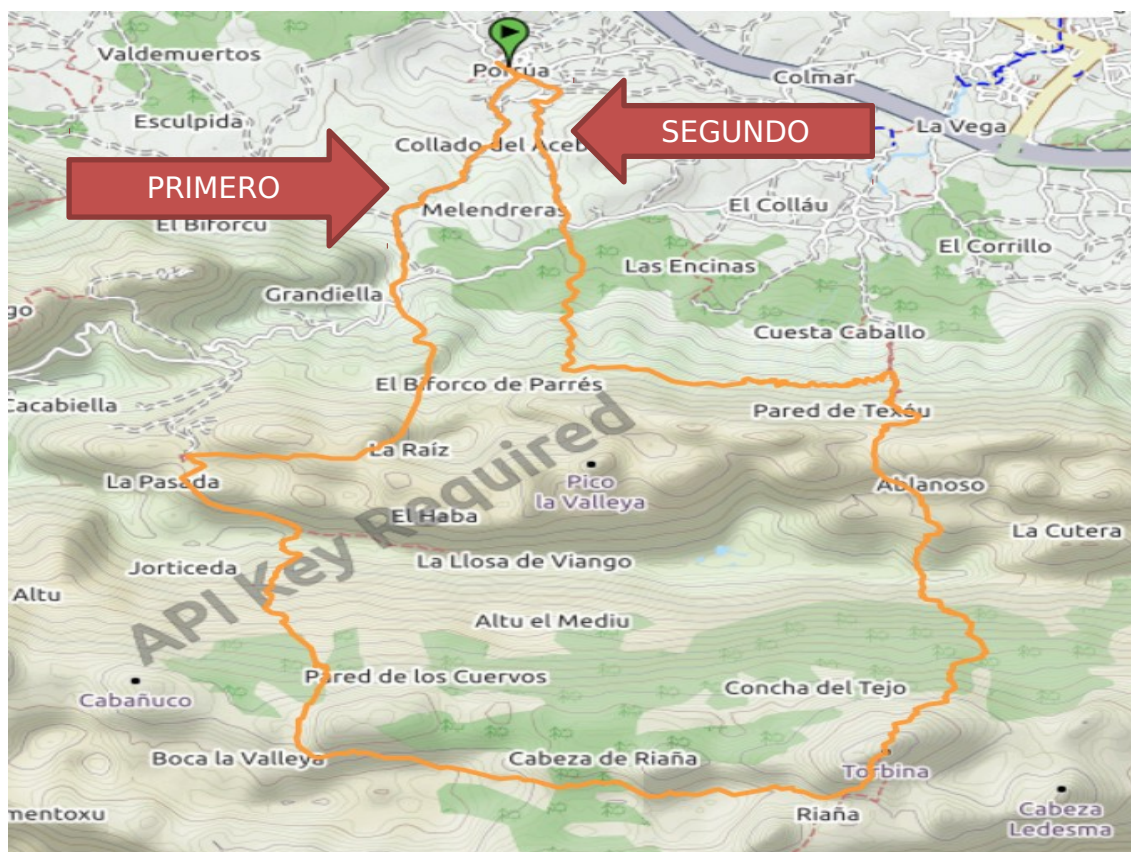 Valdemuertos
Porrúa
Colmar
Esculpida
SEGUNDO
La Vega
Collado del Aceb
PRIMERO
Melendreras
El Colláu
El Biforcu
El Corrillo
Las Encinas
Grandiella
go
Cuesta Caballo
El Biforco de Parrés
Cacabiella
Pared de Texéu
La Raíz
La Pasada
Pico
la Valleya
Ablanoso
El Haba
La Cutera
La Llosa de Viango
Jorticeda
API Key Required
Altu
Altu el Mediu
Pared de los Cuervos
Cabañuco
Concha del Tejo
Boca la Valleya
Cabeza de Riaña
Torbina
mentoxu
Riaña
Cabeza
Ledesma